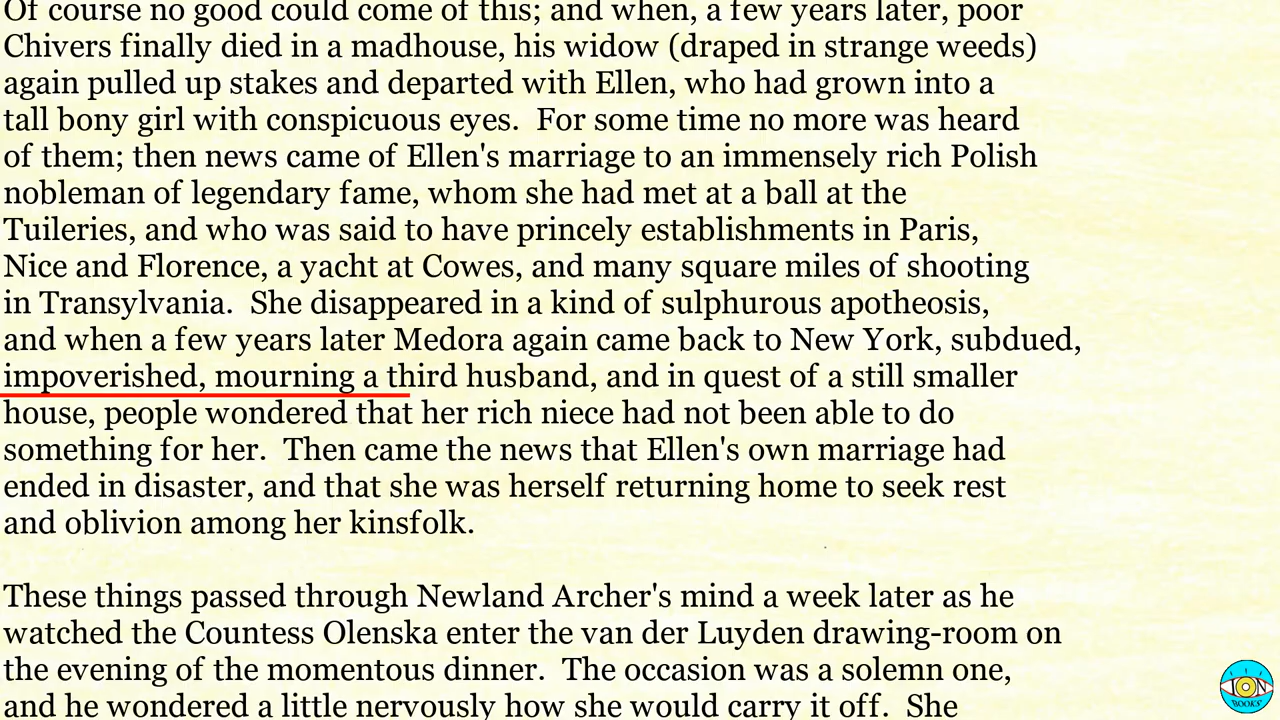 Of course no good could come of this; and when, a few years later, poor
Chivers finally died in a madhouse, his widow (draped in strange weeds)
again pulled up stakes and departed with Ellen, who had grown into a
tall bony girl with conspicuous eyes.  For some time no more was heard
of them; then news came of Ellen's marriage to an immensely rich Polish
nobleman of legendary fame, whom she had met at a ball at the
Tuileries, and who was said to have princely establishments in Paris,
Nice and Florence, a yacht at Cowes, and many square miles of shooting
in Transylvania.  She disappeared in a kind of sulphurous apotheosis,
and when a few years later Medora again came back to New York, subdued,
impoverished, mourning a third husband, and in quest of a still smaller
house, people wondered that her rich niece had not been able to do
something for her.  Then came the news that Ellen's own marriage had
ended in disaster, and that she was herself returning home to seek rest
and oblivion among her kinsfolk.
These things passed through Newland Archer's mind a week later as he
watched the Countess Olenska enter the van der Luyden drawing-room on
the evening of the momentous dinner.  The occasion was a solemn one,
and he wondered a little nervously how she would carry it off.  She
ION
BOOKS